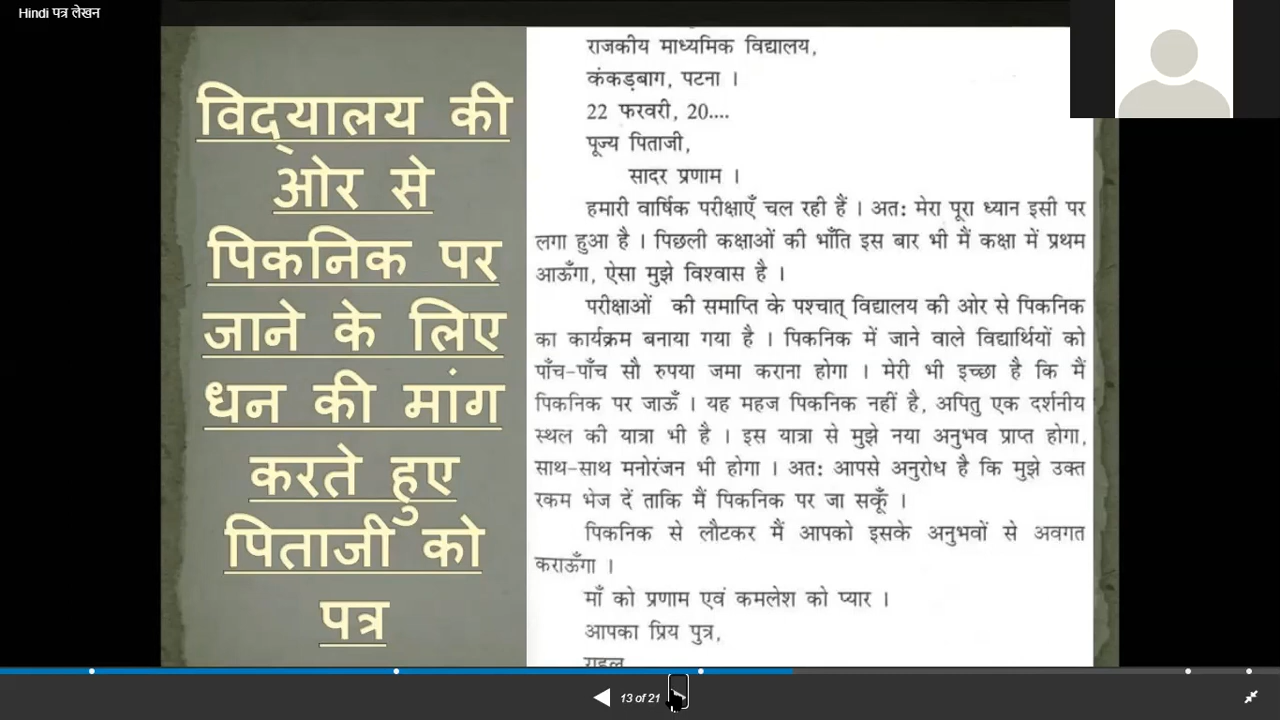 Hindi पत्र लेखन
विद्यालय की
ओर से
पिकनिक पर
जाने के लिए
धन की मांग
करते हुए
पिताजी को
पत्र
राजकीय माध्यमिक विद्यालय,
कंकड़बाग, पटना ।
22 फरवरी, 20....
पूज्य पिताजी,
सादर प्रणाम ।
हमारी वार्षिक परीक्षाएँ चल रही हैं । अतः मेरा पूरा ध्यान इसी पर
लगा हुआ है । पिछली कक्षाओं की भाँति इस बार भी मैं कक्षा में प्रथम
आऊँगा, ऐसा मुझे विश्वास है ।
परीक्षाओं की समाप्ति के पश्चात् विद्यालय की ओर से पिकनिक
का कार्यक्रम बनाया गया है । पिकनिक में जाने वाले विद्यार्थियों को
पाँच-पाँच सौ रुपया जमा कराना होगा । मेरी भी इच्छा है कि मैं
पिकनिक पर जाऊँ । यह महज पिकनिक नहीं है, अपितु एक दर्शनीय
स्थल की यात्रा भी है । इस यात्रा से मुझे नया अनुभव प्राप्त होगा,
साथ-साथ मनोरंजन भी होगा । अतः आपसे अनुरोध है कि मुझे उक्त
रकम भेज दें ताकि मैं पिकनिक पर जा सकूँ ।
पिकनिक से लौटकर मैं आपको इसके अनुभवों से अवगत
कराऊँगा ।
माँ को प्रणाम एवं कमलेश को प्यार ।
आपका प्रिय पुत्र,
राहुल
13 of 21